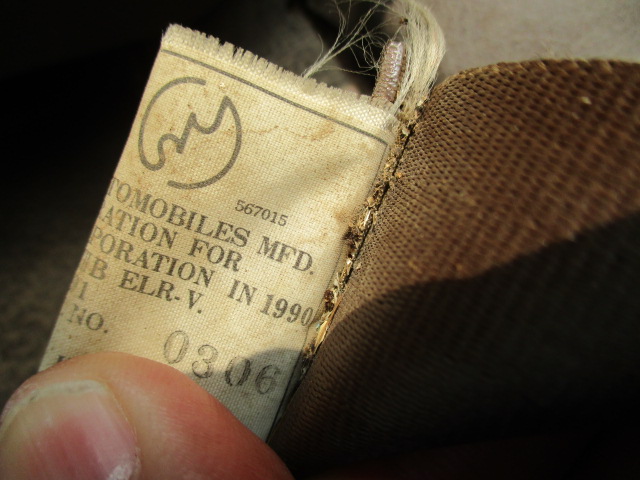 567015
TOMOBILES MFD.
ATION FOR
PORATION IN 1990
B ELR-V.
I
NO.
0306